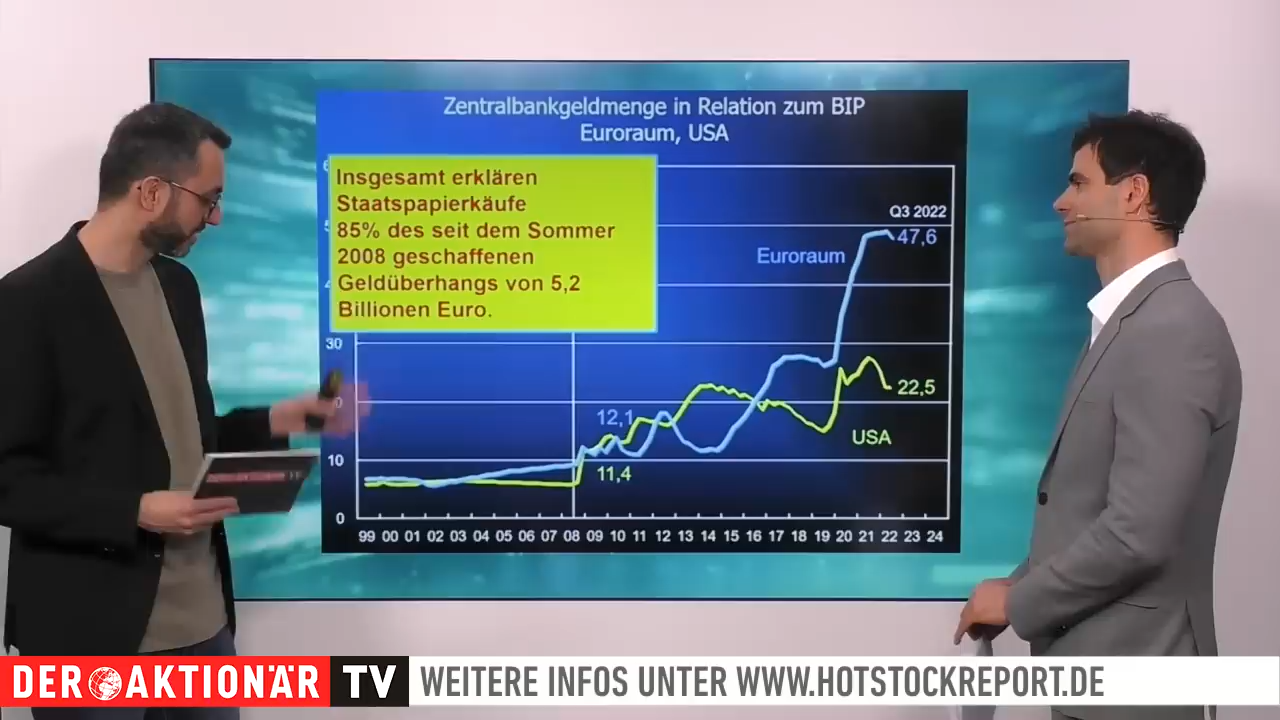 Zentralbankgeldmenge in Relation zum BIP
Euroraum, USA
Insgesamt erklären
Staatspapierkäufe
85% des seit dem Sommer
2008 geschaffenen
Geldüberhangs von 5,2
Billionen Euro.
Q3 2022
47,6
Euroraum
30
22,5
12,1
USA
10
11,4
0
99 00 01 02 03 04 05 06 07 08 09 10 11 12 13 14 15 16 17 18 19 20 21 22 23 24
DER AKTIONÄR TV
WEITERE INFOS UNTER WWW.HOTSTOCKREPORT.DE